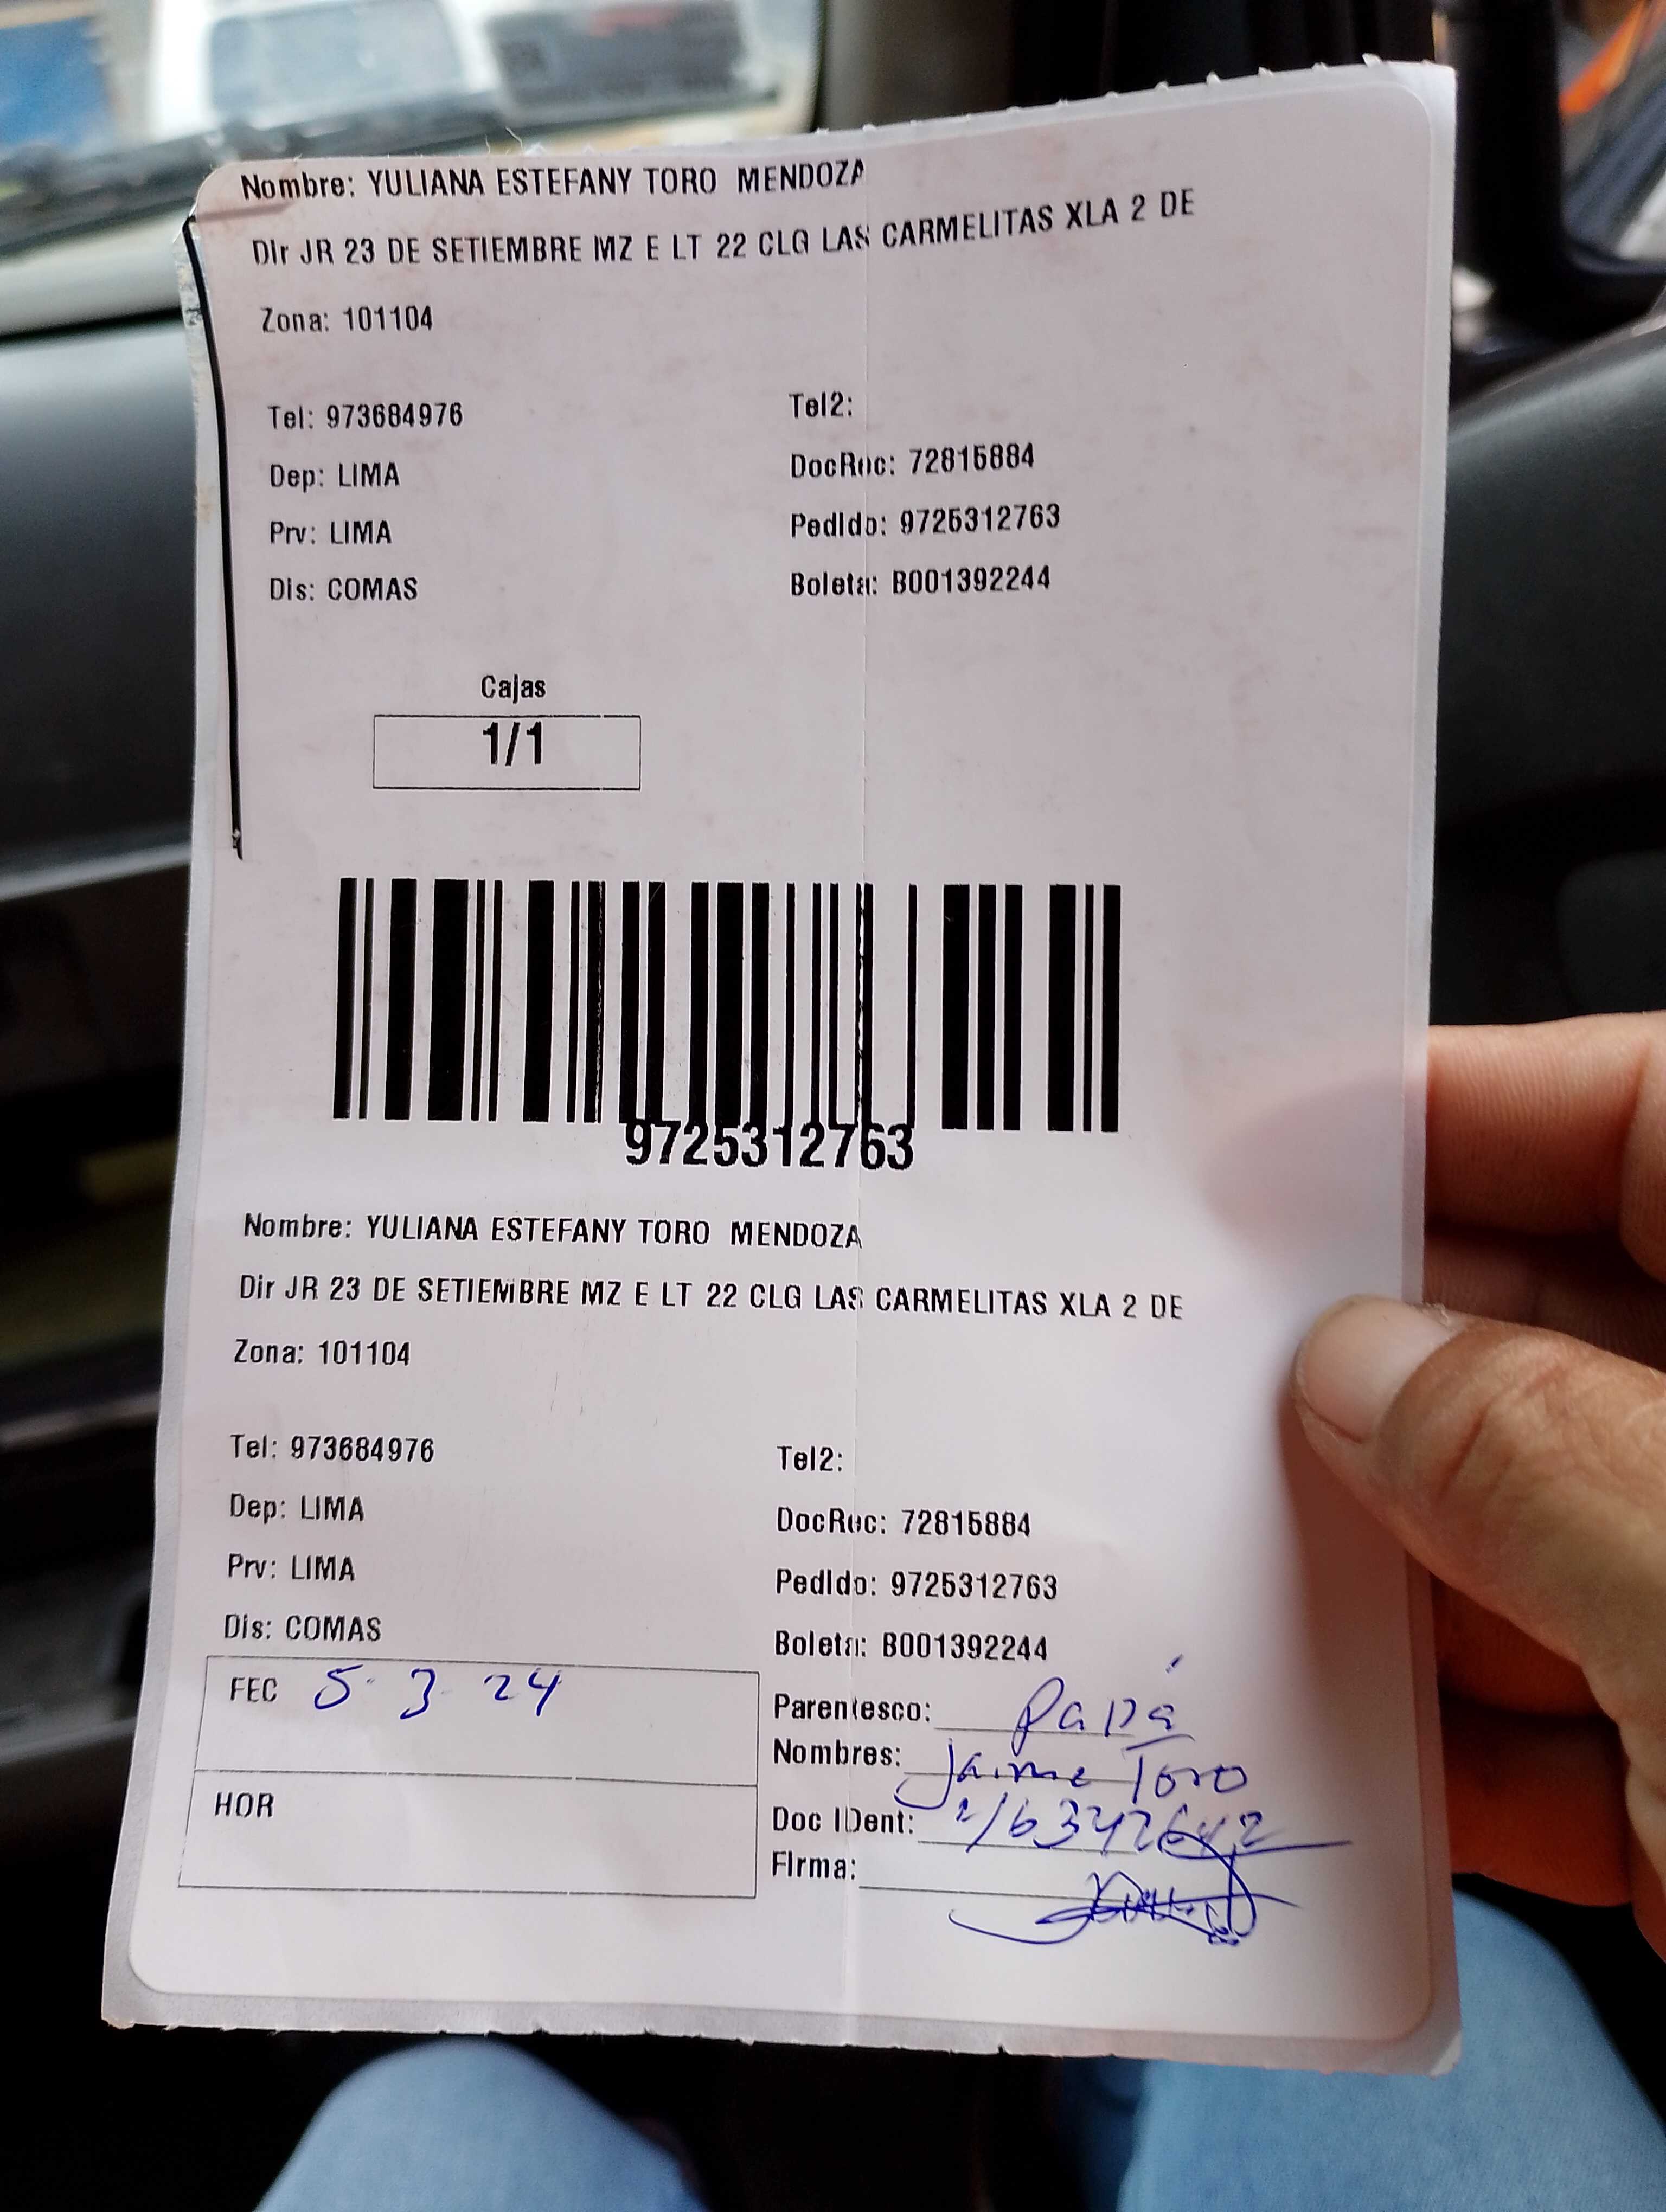 Nombre: YULIANA ESTEFANY TORO MENDOZA
Dir JR 23 DE SETIEMBRE MZ E LT 22 CLG LAS CARMELITAS XLA 2 DE
Zona: 101104
Tel: 973684976 Tel2:
Dep: LIMA DocRec: 72815884
Prv: LIMA Pedido: 9725312763
Dis: COMAS Boleta: B001392244
Cajas
1/1
9725312763
Nombre: YULIANA ESTEFANY TORO MENDOZA
Dir JR 23 DE SETIEMBRE MZ E LT 22 CLG LAS CARMELITAS XLA 2 DE
Zona: 101104
Tel: 973684976 Tel2:
Dep: LIMA DocRec: 72815884
Prv: LIMA Pedido: 9725312763
Dis: COMAS Boleta: B001392244
FEC 5 3 24
Parentesco: Papá
Nombres: Jaime Toro
HOR
Doc IDent:
Firma: